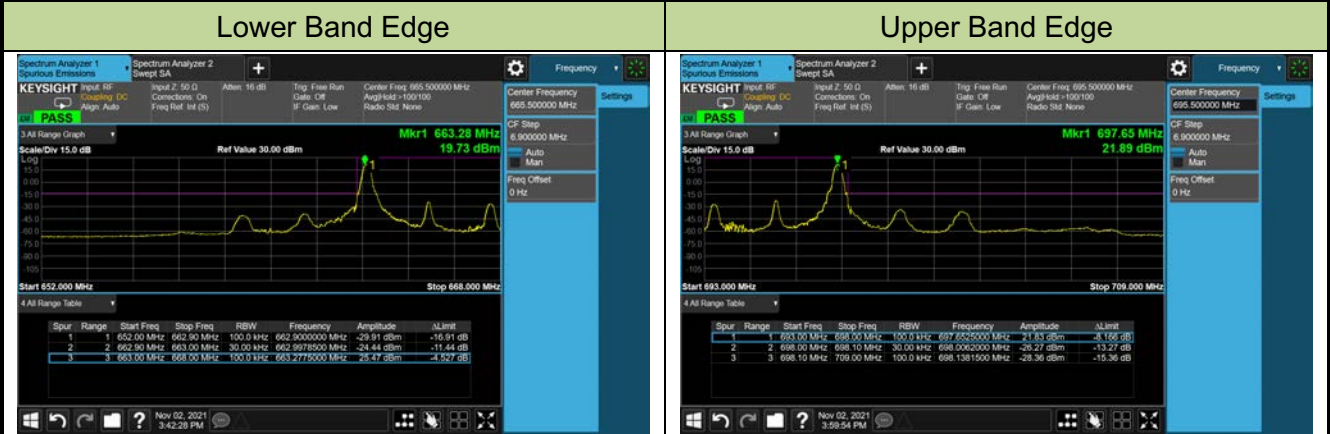 Lower Band Edge
Upper Band Edge
Spectrum Analyzer 1
Spurious Emissions
Spectrum Analyzer 2
Swept SA
+
Frequency
KEYSIGHT
Input: RF
Coupling: DC
Align: Auto
Input Z: 50 Ω
Corrections: On
Freq Ref: Int (S)
Atten: 16 dB
Trig: Free Run
Gate: Off
IF Gain: Low
Center Freq: 665.500000 MHz
Avg|Hold:>100/100
Radio Std: None
PASS
Center Frequency
665.500000 MHz
Settings
CF Step
6.900000 MHz
Auto
Man
Freq Offset
0 Hz
3 All Range Graph
Mkr1 663.28 MHz
19.73 dBm
Scale/Div 15.0 dB
Ref Value 30.00 dBm
Log
15.0
0.00
-15.0
-30.0
-45.0
-60.0
-75.0
-90.0
-105
1
Start 652.000 MHz
Stop 668.000 MHz
4 All Range Table
Spur Range Start Freq Stop Freq RBW Frequency Amplitude ΔLimit
1 1 652.00 MHz 662.90 MHz 100.0 kHz 662.9000000 MHz -29.91 dBm -16.91 dB
2 2 662.90 MHz 663.00 MHz 30.00 kHz 662.9978500 MHz -24.44 dBm -11.44 dB
3 3 663.00 MHz 668.00 MHz 100.0 kHz 663.2775000 MHz 25.47 dBm -4.527 dB
?
Nov 02, 2021
3:42:28 PM
Spectrum Analyzer 1
Spurious Emissions
Spectrum Analyzer 2
Swept SA
+
Frequency
KEYSIGHT
Input: RF
Coupling: DC
Align: Auto
Input Z: 50 Ω
Corrections: On
Freq Ref: Int (S)
Atten: 16 dB
Trig: Free Run
Gate: Off
IF Gain: Low
Center Freq: 695.500000 MHz
Avg|Hold:>100/100
Radio Std: None
PASS
Center Frequency
695.500000 MHz
Settings
CF Step
6.900000 MHz
Auto
Man
Freq Offset
0 Hz
3 All Range Graph
Mkr1 697.65 MHz
21.89 dBm
Scale/Div 15.0 dB
Ref Value 30.00 dBm
Log
15.0
0.00
-15.0
-30.0
-45.0
-60.0
-75.0
-90.0
-105
1
Start 693.000 MHz
Stop 709.000 MHz
4 All Range Table
Spur Range Start Freq Stop Freq RBW Frequency Amplitude ΔLimit
1 1 693.00 MHz 698.00 MHz 100.0 kHz 697.6525000 MHz 21.83 dBm -8.166 dB
2 2 698.00 MHz 698.10 MHz 30.00 kHz 698.0062000 MHz -26.27 dBm -13.27 dB
3 3 698.10 MHz 709.00 MHz 100.0 kHz 698.1381500 MHz -28.36 dBm -15.36 dB
?
Nov 02, 2021
3:59:54 PM